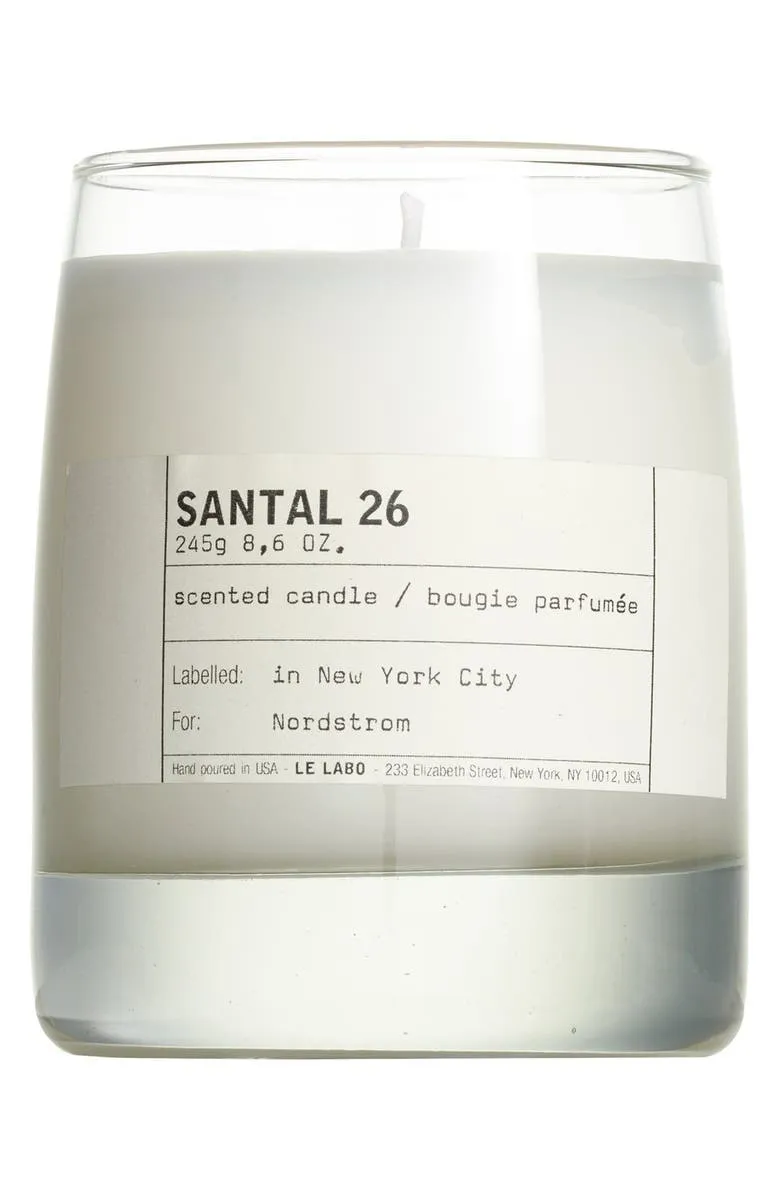 SANTAL 26
245g 8,6 OZ.
scented candle / bougie parfumée
Labelled: in New York City
For: Nordstrom
Hand poured in USA - LE LABO - 233 Elizabeth Street, New York, NY 10012, USA